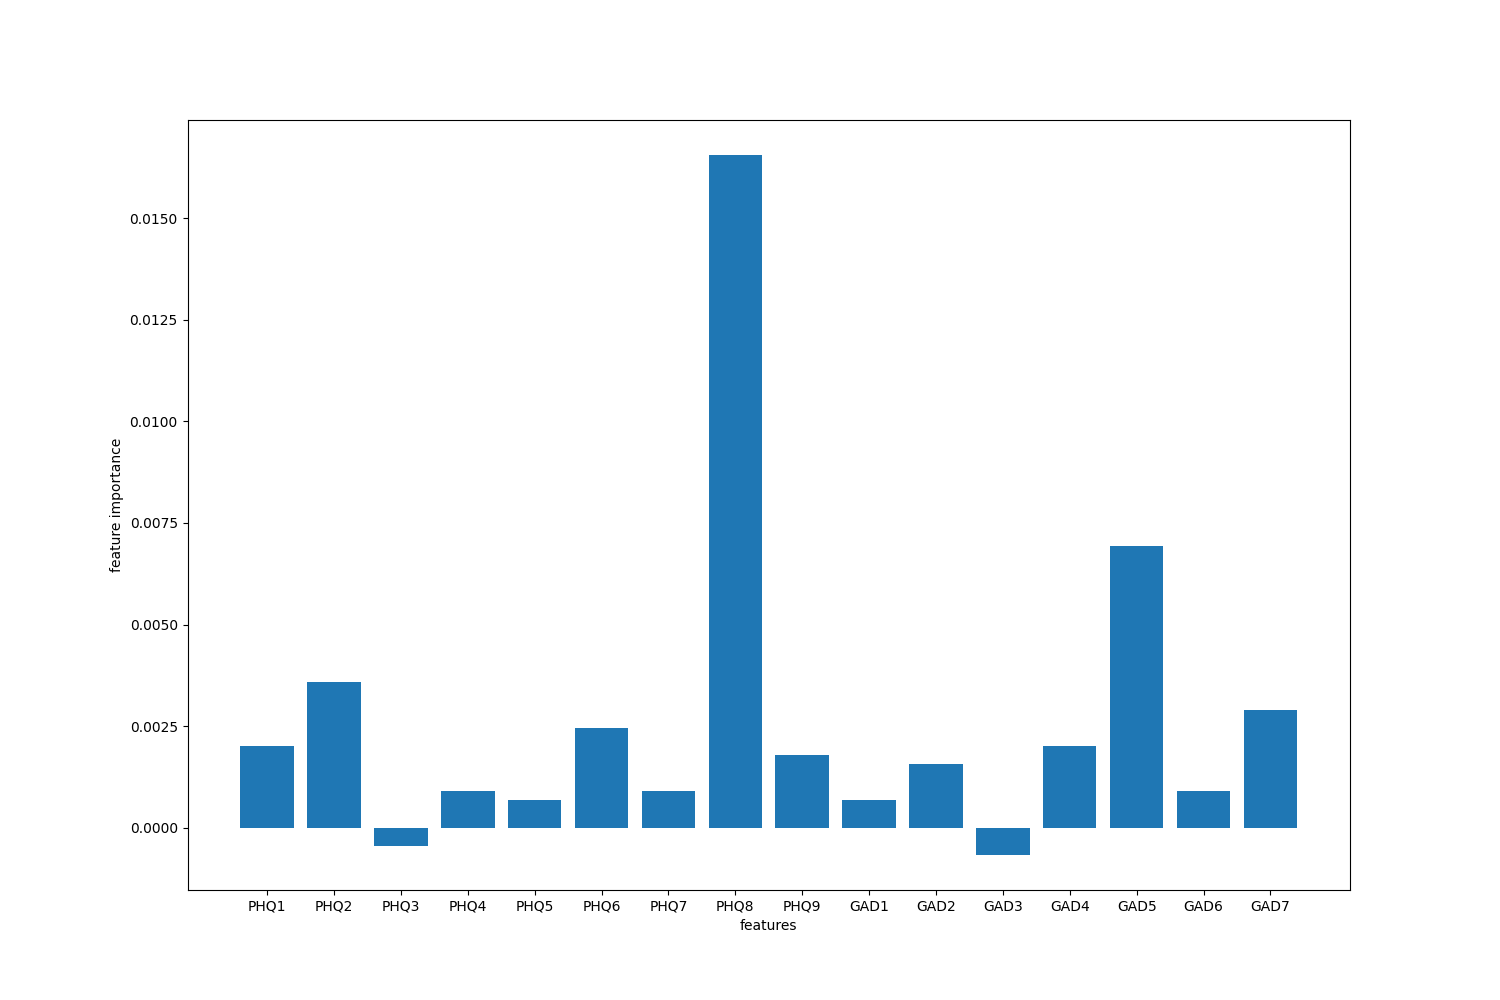 0.0150
0.0125
0.0100
0.0075
0.0050
0.0025
0.0000
feature importance
PHQ1 PHQ2 PHQ3 PHQ4 PHQ5 PHQ6 PHQ7 PHQ8 PHQ9 GAD1 GAD2 GAD3 GAD4 GAD5 GAD6 GAD7
features